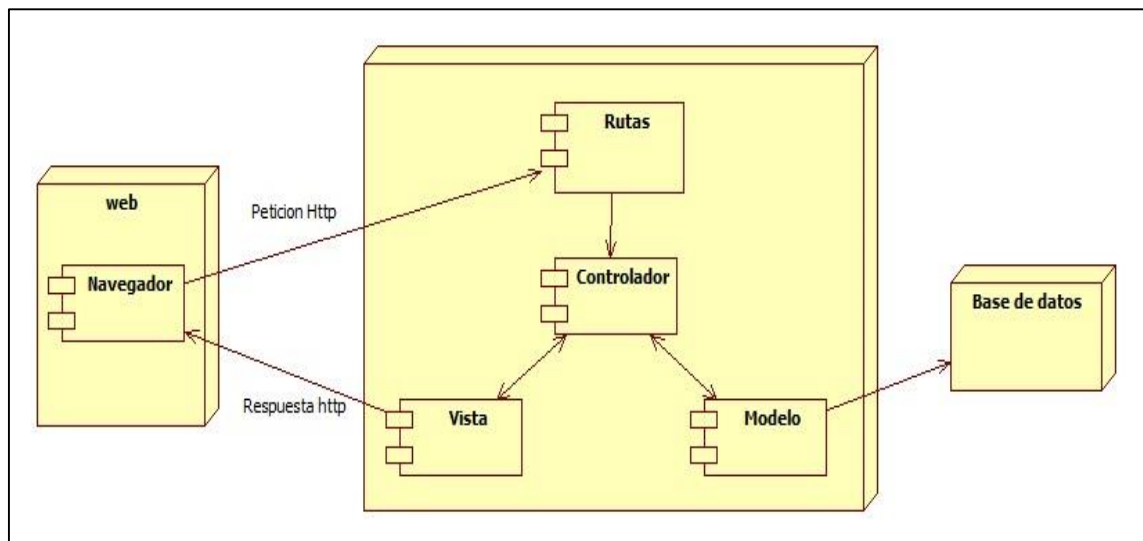 web
Navegador
Peticion Http
Respuesta http
Rutas
Controlador
Vista
Modelo
Base de datos